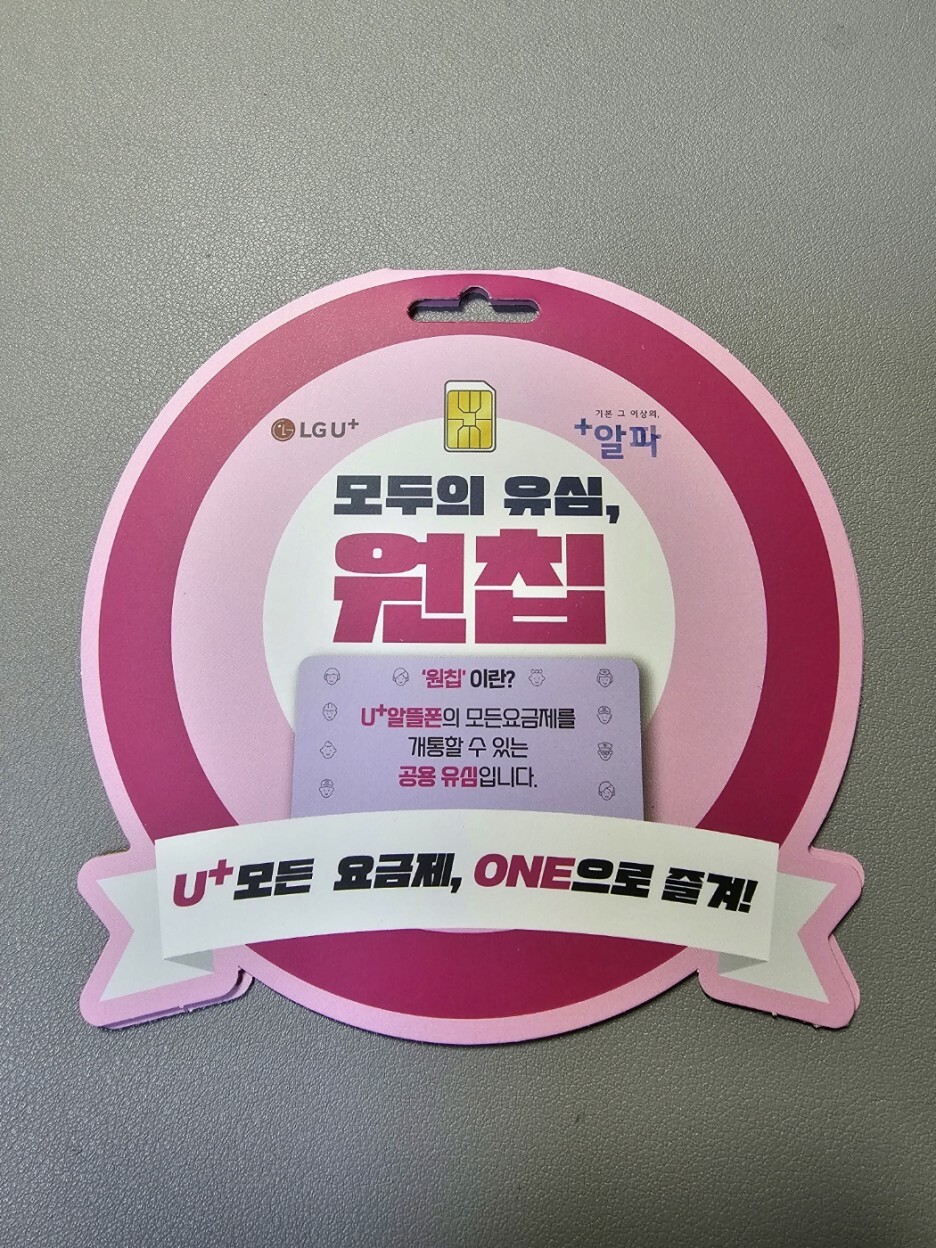 LG U+
기본 그 이상의,
+알파
모두의 유심,
원칩
'원칩' 이란?
U+알뜰폰의 모든요금제를
개통할 수 있는
공용 유심입니다.
U+모든 요금제, ONE으로 즐겨!